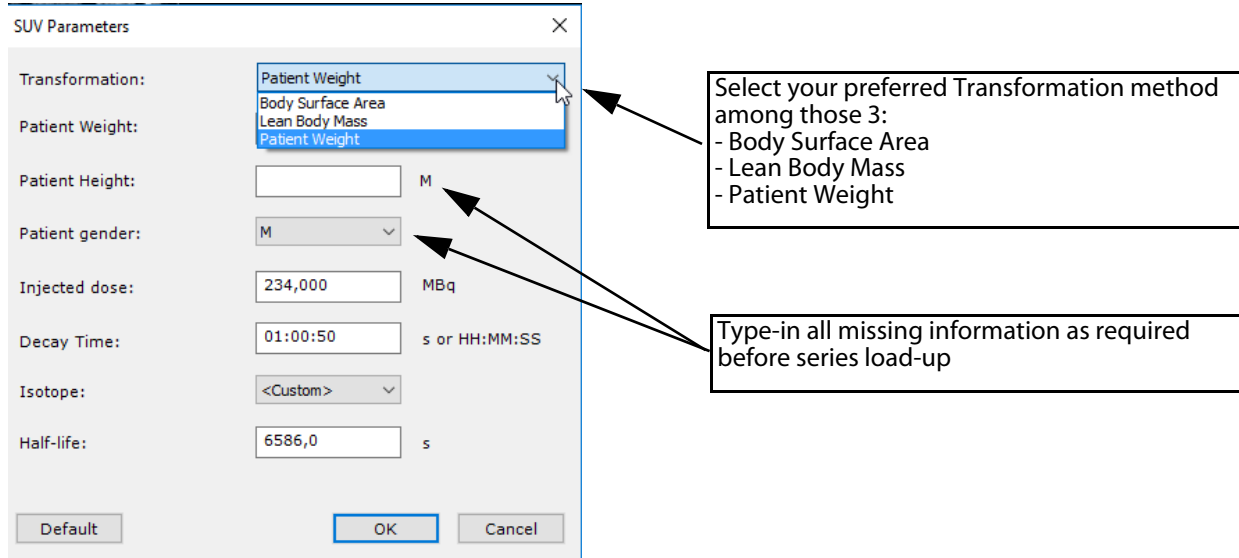 SUV Parameters
Transformation:
Patient Weight
Body Surface Area
Lean Body Mass
Patient Weight
Patient Weight:
Patient Height:
M
Patient gender:
M
Injected dose:
234,000
MBq
Decay Time:
01:00:50
s or HH:MM:SS
Isotope:
<Custom>
Half-life:
6586,0
s
Default
OK
Cancel
Select your preferred Transformation method
among those 3:
- Body Surface Area
- Lean Body Mass
- Patient Weight
Type-in all missing information as required
before series load-up